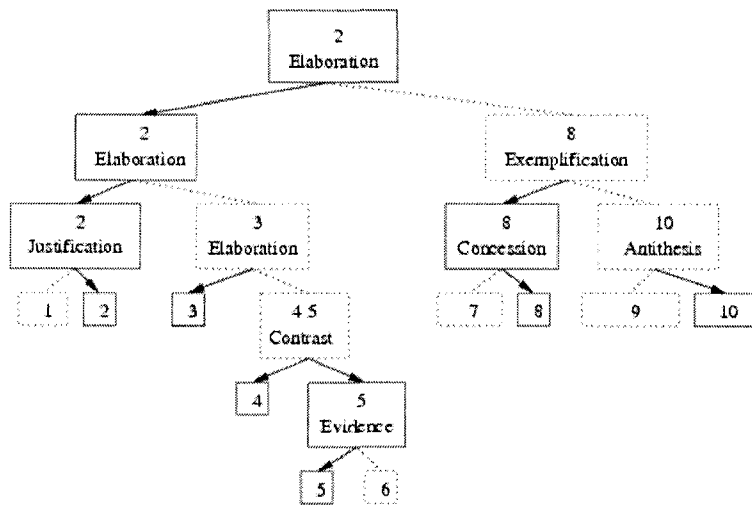 2
Elaboration
2
Elaboration
8
Exemplification
2
Justification
3
Elaboration
8
Concession
10
Antithesis
1
2
3
4 5
Contrast
7
8
9
10
4
5
Evidence
5
6